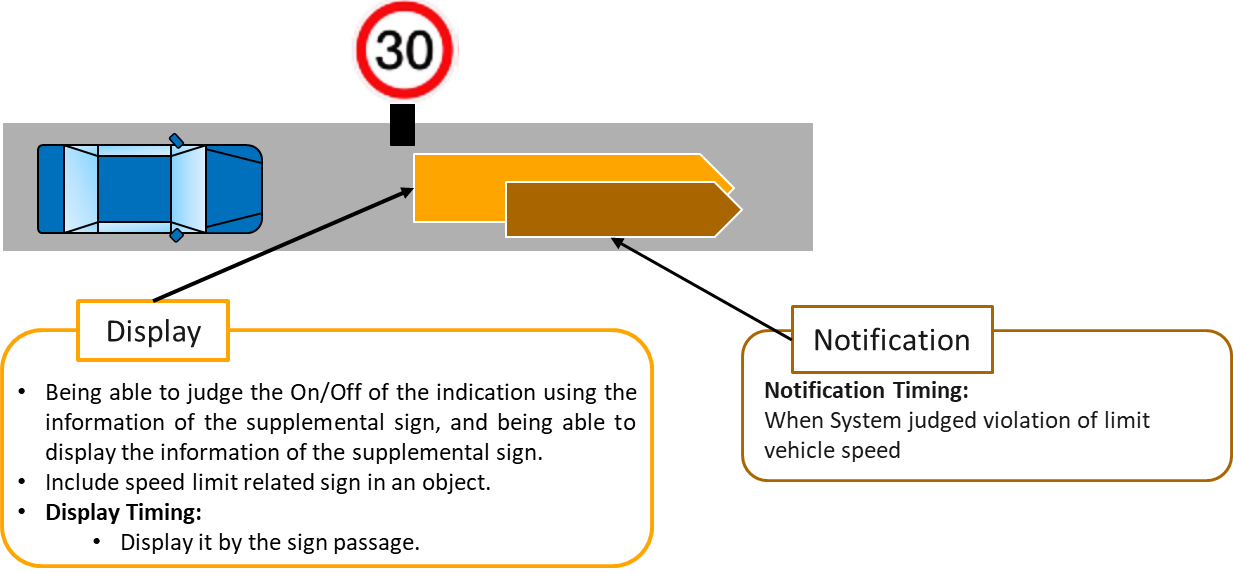 30
Display
• Being able to judge the On/Off of the indication using the
information of the supplemental sign, and being able to
display the information of the supplemental sign.
• Include speed limit related sign in an object.
• Display Timing:
• Display it by the sign passage.
Notification
Notification Timing:
When System judged violation of limit
vehicle speed